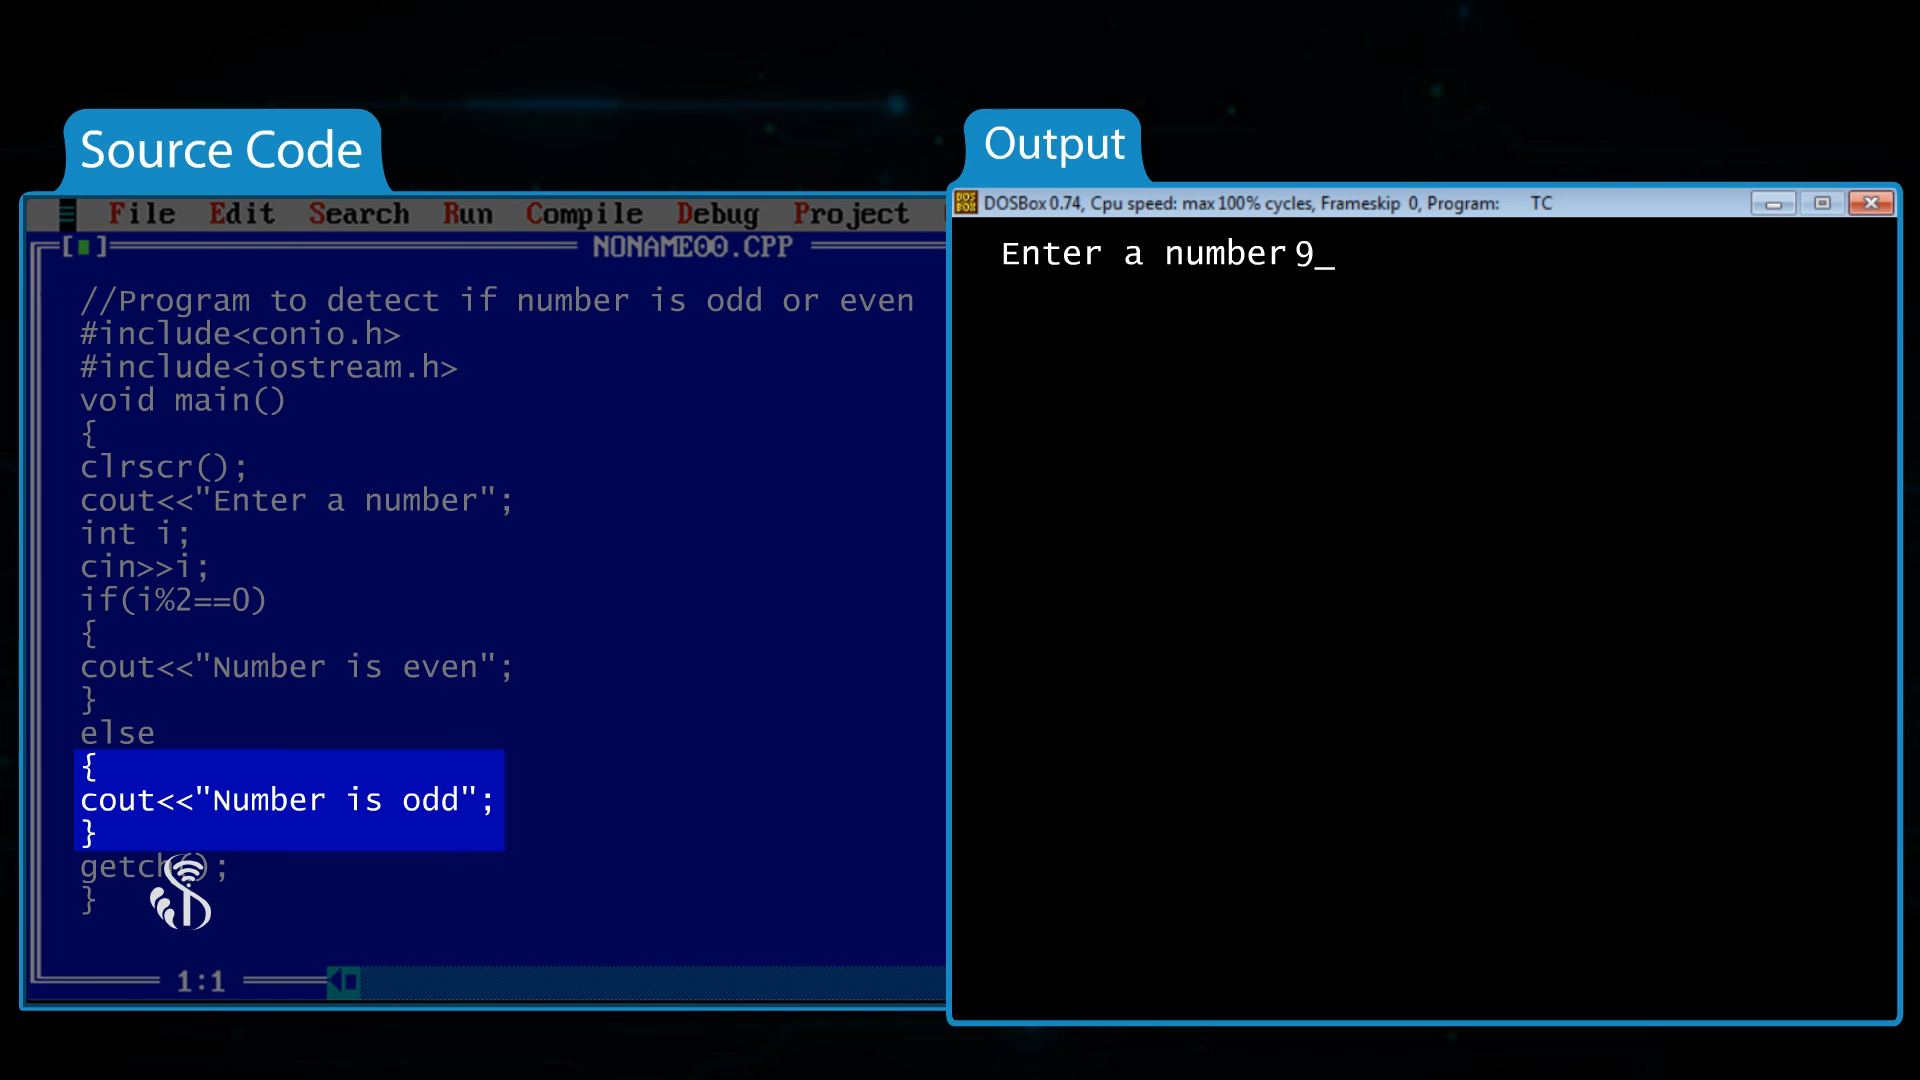 Source Code
File Edit Search Run Compile Debug Project
[■] NONAME00.CPP
//Program to detect if number is odd or even
#include<conio.h>
#include<iostream.h>
void main()
{
clrscr();
cout<<"Enter a number";
int i;
cin>>i;
if(i%2==0)
{
cout<<"Number is even";
}
else
{
cout<<"Number is odd";
}
getch();
}
1:1
Output
DOSBox 0.74, Cpu speed: max 100% cycles, Frameskip 0, Program: TC
Enter a number 9_